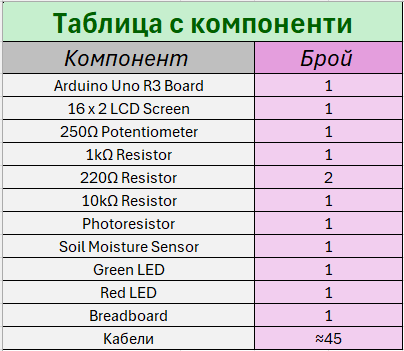 Таблица с компоненти
Компонент Брой
Arduino Uno R3 Board 1
16 x 2 LCD Screen 1
250Ω Potentiometer 1
1kΩ Resistor 1
220Ω Resistor 2
10kΩ Resistor 1
Photoresistor 1
Soil Moisture Sensor 1
Green LED 1
Red LED 1
Breadboard 1
Кабели ≈45